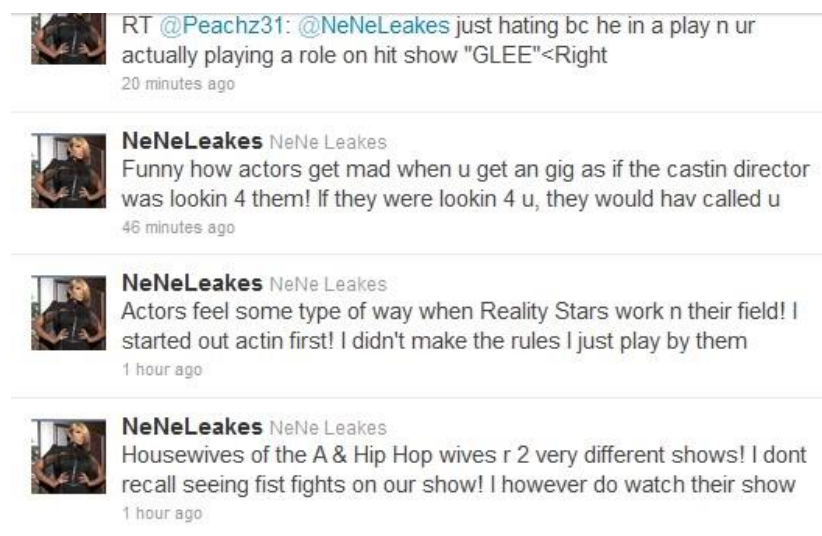 RT @Peachz31: @NeNeLeakes just hating bc he in a play n ur
actually playing a role on hit show "GLEE"<Right
20 minutes ago
NeNeLeakes NeNe Leakes
Funny how actors get mad when u get an gig as if the castin director
was lookin 4 them! If they were lookin 4 u, they would hav called u
46 minutes ago
NeNeLeakes NeNe Leakes
Actors feel some type of way when Reality Stars work n their field! I
started out actin first! I didn't make the rules I just play by them
1 hour ago
NeNeLeakes NeNe Leakes
Housewives of the A & Hip Hop wives r 2 very different shows! I dont
recall seeing fist fights on our show! I however do watch their show
1 hour ago